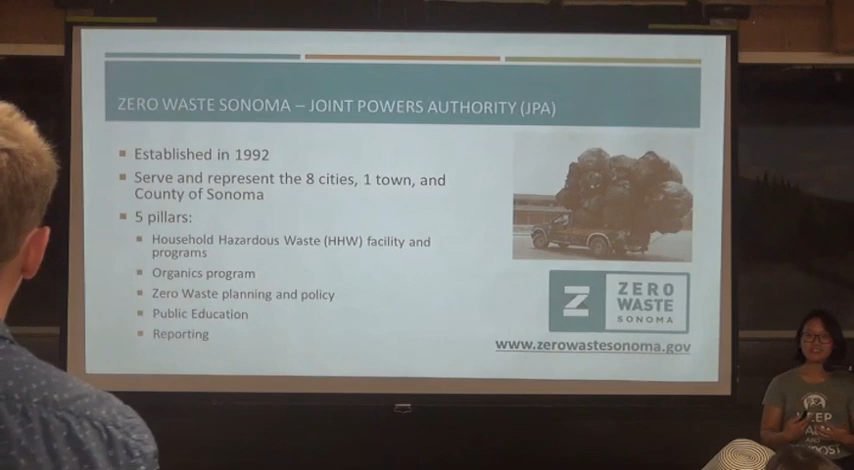 ZERO WASTE SONOMA – JOINT POWERS AUTHORITY (JPA)
Established in 1992
Serve and represent the 8 cities, 1 town, and
County of Sonoma
5 pillars:
Household Hazardous Waste (HHW) facility and
programs
Organics program
Zero Waste planning and policy
Public Education
Reporting
Z
ZERO
WASTE
SONOMA
www.zerowastesonoma.gov
KEEP